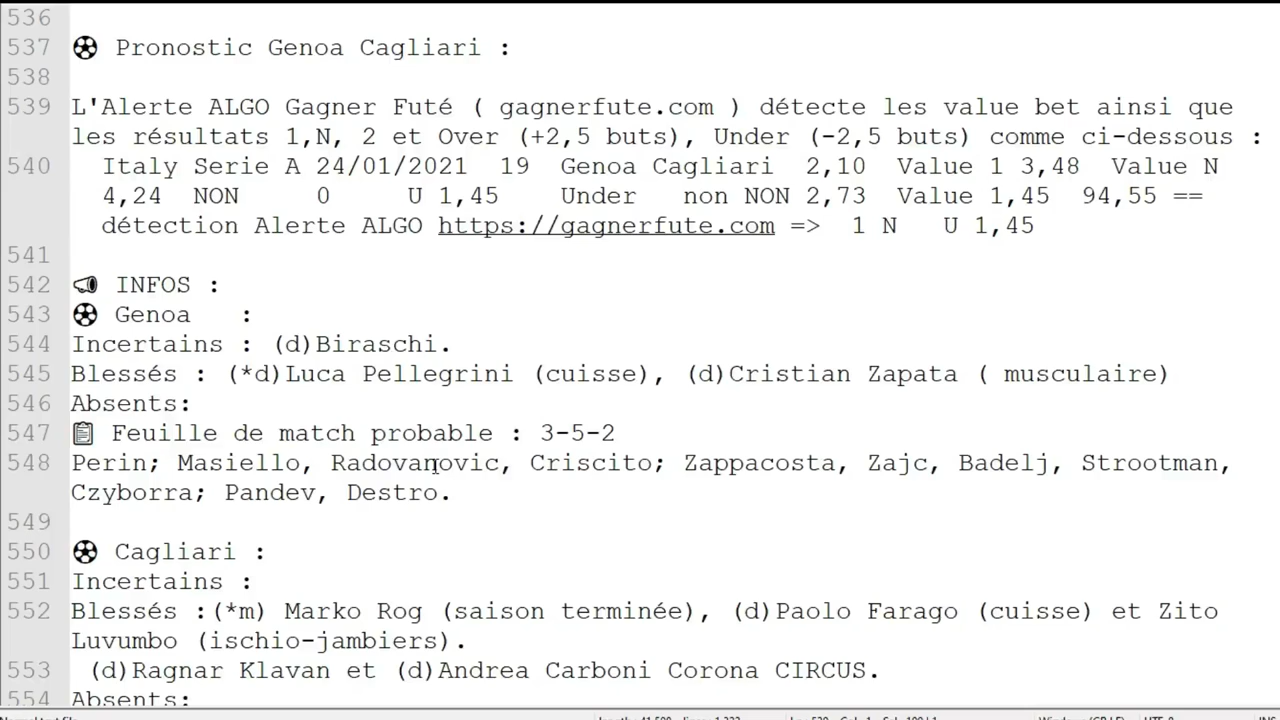 536
537 ⚽ Pronostic Genoa Cagliari :
538
539 L'Alerte ALGO Gagner Futé ( gagnerfute.com ) détecte les value bet ainsi que
les résultats 1,N, 2 et Over (+2,5 buts), Under (-2,5 buts) comme ci-dessous :
540 Italy Serie A 24/01/2021 19 Genoa Cagliari 2,10 Value 1 3,48 Value N
4,24 NON 0 U 1,45 Under non NON 2,73 Value 1,45 94,55 ==
détection Alerte ALGO https://gagnerfute.com => 1 N U 1,45
541
542 📣 INFOS :
543 ⚽ Genoa :
544 Incertains : (d)Biraschi.
545 Blessés : (*d)Luca Pellegrini (cuisse), (d)Cristian Zapata ( musculaire)
546 Absents:
547 📋 Feuille de match probable : 3-5-2
548 Perin; Masiello, Radovanovic, Criscito; Zappacosta, Zajc, Badelj, Strootman,
Czyborra; Pandev, Destro.
549
550 ⚽ Cagliari :
551 Incertains :
552 Blessés :(*m) Marko Rog (saison terminée), (d)Paolo Farago (cuisse) et Zito
Luvumbo (ischio-jambiers).
553 (d)Ragnar Klavan et (d)Andrea Carboni Corona CIRCUS.
554 Absents: